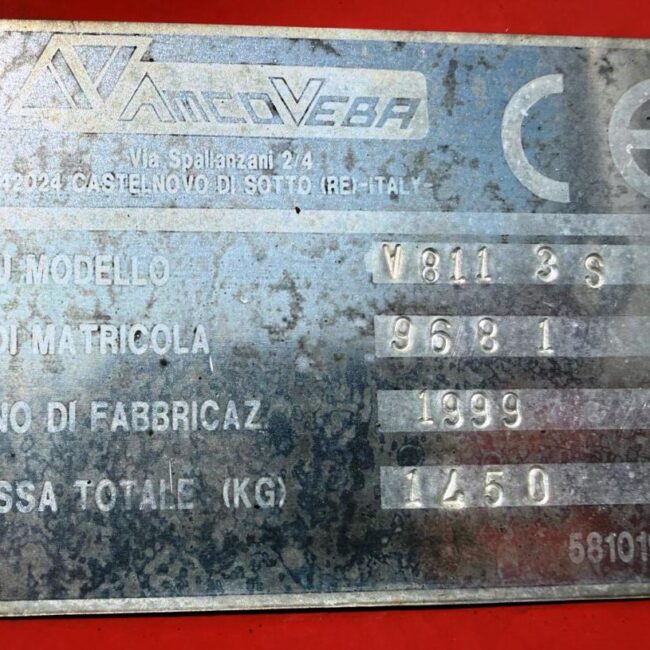 AMCOVEBA
Via Spallanzani 2/4
42024 CASTELNOVO DI SOTTO (RE)-ITALY-
CE
MODELLO V811 3S
DI MATRICOLA 9681
NO DI FABBRICAZ 1999
SSA TOTALE (KG) 1450
58101